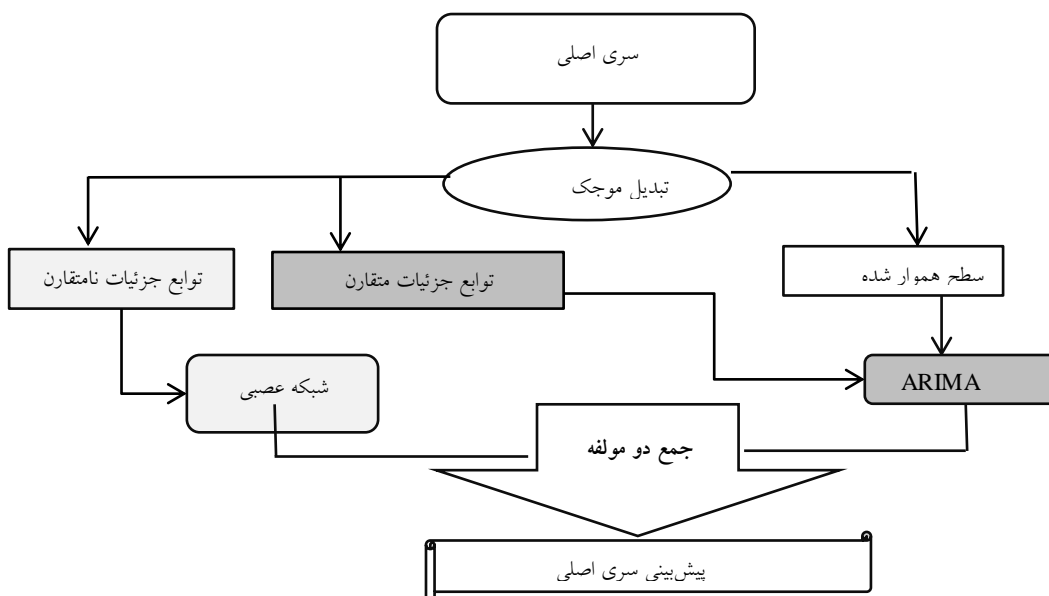 سری اصلی
تبدیل موجک
سطح هموار شده
توابع جزئیات متقارن
توابع جزئیات نامتقارن
ARIMA
شبکه عصبی
جمع دو مولفه
پیش‌بینی سری اصلی